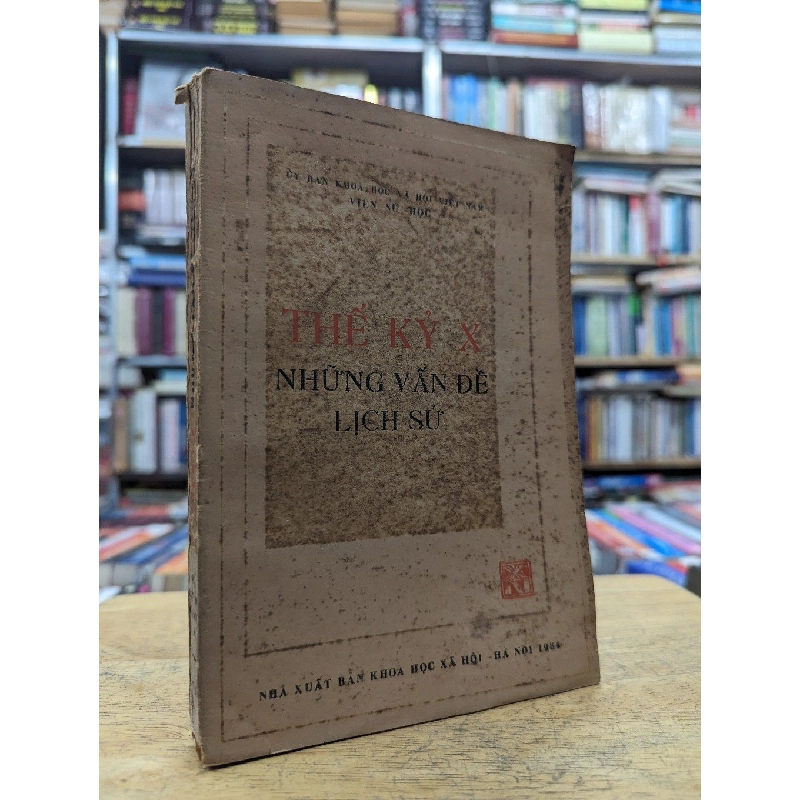 ỦY BAN KHOA HỌC XÃ HỘI VIỆT NAM
VIỆN SỬ HỌC
THẾ KỶ X
NHỮNG VẤN ĐỀ
LỊCH SỬ
NHÀ XUẤT BẢN KHOA HỌC XÃ HỘI - HÀ NỘI 1984